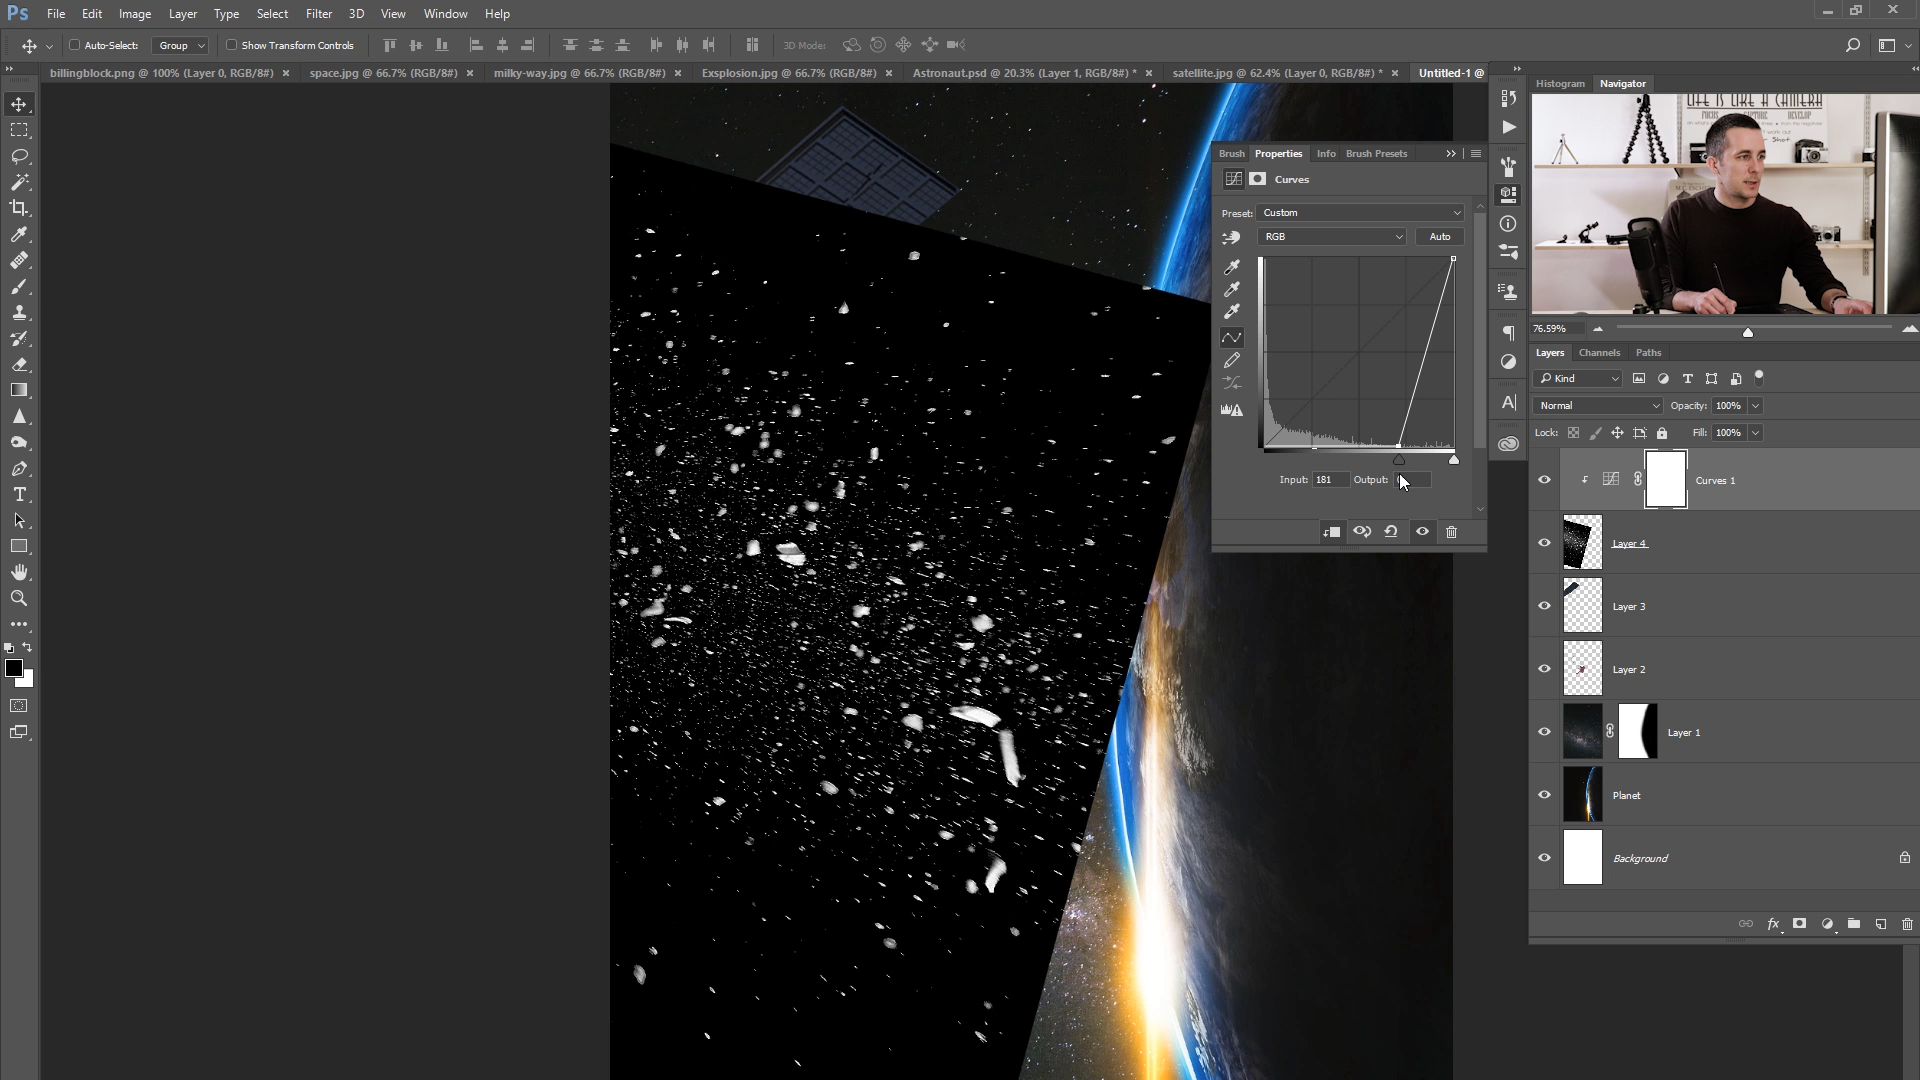 Ps File Edit Image Layer Type Select Filter 3D View Window Help
Auto-Select: Group Show Transform Controls 3D Mode:
billingblock.png @ 100% (Layer 0, RGB/8#) space.jpg @ 66.7% (RGB/8#) milky-way.jpg @ 66.7% (RGB/8#) Exsplosion.jpg @ 66.7% (RGB/8#) Astronaut.psd @ 20.3% (Layer 1, RGB/8#) * satellite.jpg @ 62.4% (Layer 0, RGB/8#) * Untitled-1 @
Histogram Navigator
LIFE IS LIKE A CAMERA
Brush Properties Info Brush Presets
Curves
Preset: Custom
RGB Auto
Input: 181 Output:
76.59%
Layers Channels Paths
Kind
Normal Opacity: 100%
Lock: Fill: 100%
Curves 1
Layer 4
Layer 3
Layer 2
Layer 1
Planet
Background